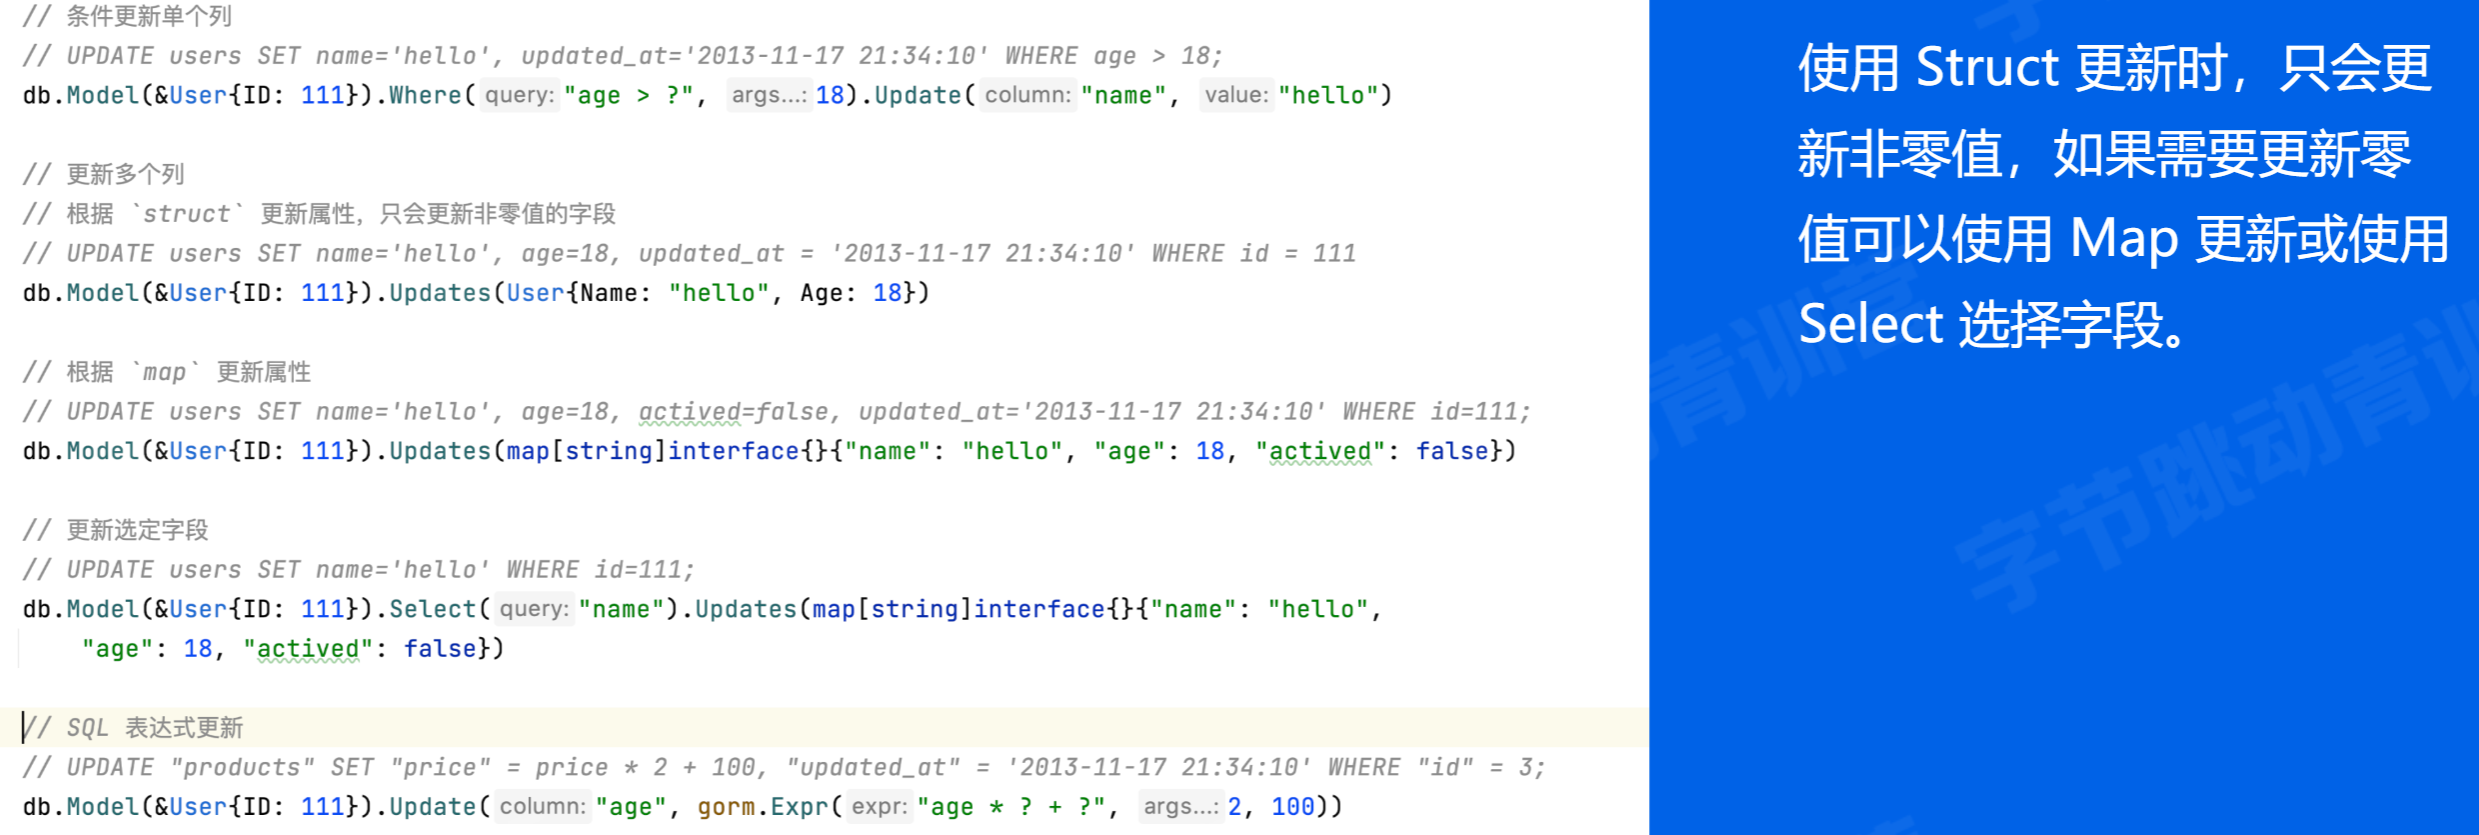 // 条件更新单个列
// UPDATE users SET name='hello', updated_at='2013-11-17 21:34:10' WHERE age > 18;
db.Model(&User{ID: 111}).Where( query: "age > ?", args...: 18).Update( column: "name", value: "hello")
// 更新多个列
// 根据 `struct` 更新属性，只会更新非零值的字段
// UPDATE users SET name='hello', age=18, updated_at = '2013-11-17 21:34:10' WHERE id = 111
db.Model(&User{ID: 111}).Updates(User{Name: "hello", Age: 18})
// 根据 `map` 更新属性
// UPDATE users SET name='hello', age=18, actived=false, updated_at='2013-11-17 21:34:10' WHERE id=111;
db.Model(&User{ID: 111}).Updates(map[string]interface{}{"name": "hello", "age": 18, "actived": false})
// 更新选定字段
// UPDATE users SET name='hello' WHERE id=111;
db.Model(&User{ID: 111}).Select( query: "name").Updates(map[string]interface{}{"name": "hello",
"age": 18, "actived": false})
// SQL 表达式更新
// UPDATE "products" SET "price" = price * 2 + 100, "updated_at" = '2013-11-17 21:34:10' WHERE "id" = 3;
db.Model(&User{ID: 111}).Update( column: "age", gorm.Expr( expr: "age * ? + ?", args...: 2, 100))
使用 Struct 更新时，只会更
新非零值，如果需要更新零
值可以使用 Map 更新或使用
Select 选择字段。
青训营
字节跳动青训